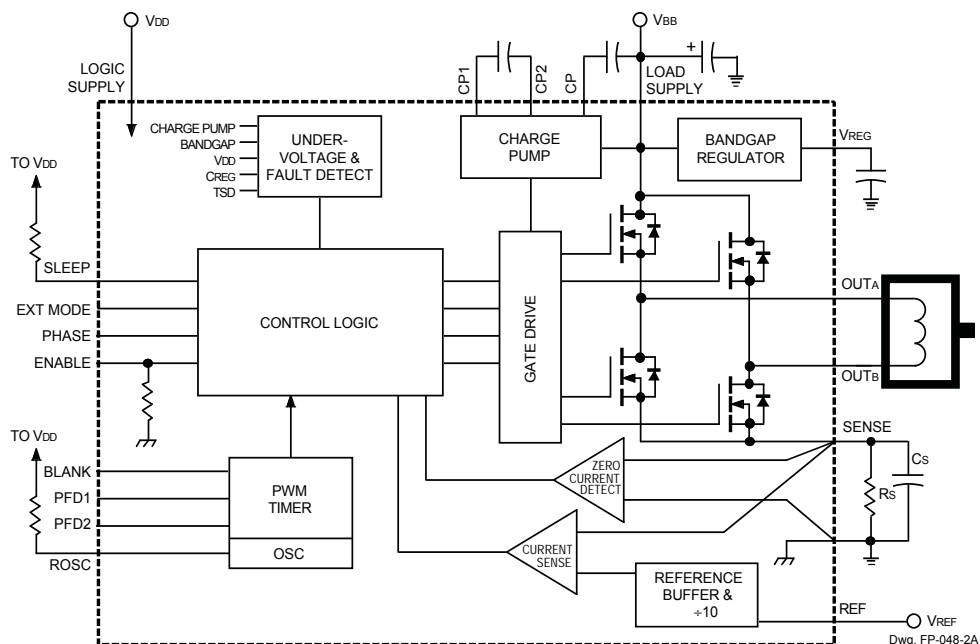 VDD
VBB
LOGIC
SUPPLY
CP1
CP2
CP
+
LOAD
SUPPLY
CHARGE PUMP
BANDGAP
VDD
CREG
TSD
UNDER-
VOLTAGE &
FAULT DETECT
CHARGE
PUMP
BANDGAP
REGULATOR
VREG
TO VDD
SLEEP
EXT MODE
PHASE
ENABLE
CONTROL LOGIC
GATE DRIVE
OUTA
OUTB
SENSE
TO VDD
BLANK
PFD1
PFD2
ROSC
PWM
TIMER
OSC
ZERO
CURRENT
DETECT
CURRENT
SENSE
CS
RS
REFERENCE
BUFFER &
÷10
REF
VREF
Dwg. FP-048-2A